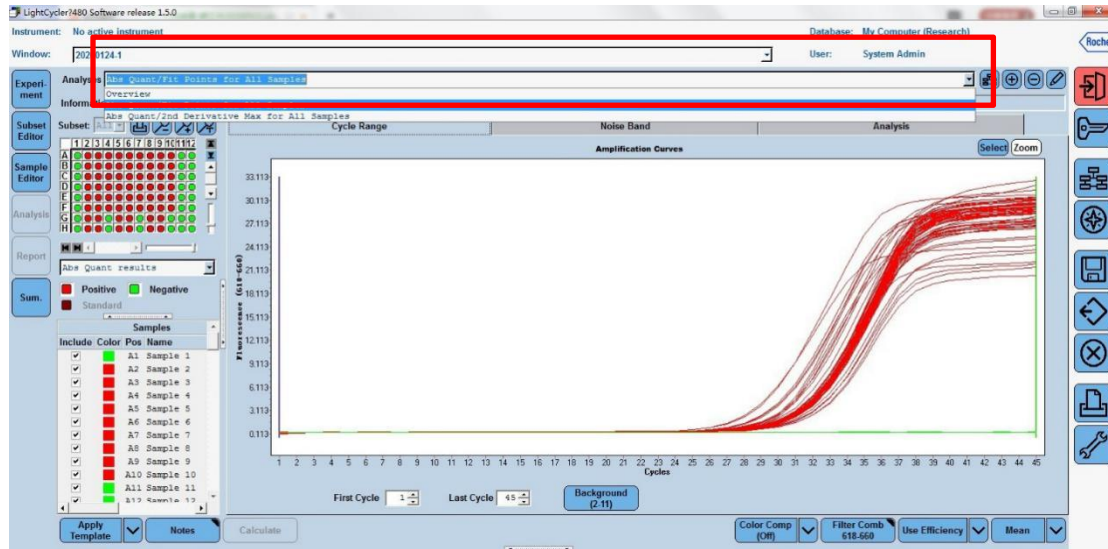 LightCycler?480 Software release 1.5.0
Instrument: No active instrument Database: My Computer (Research)
Window: User: System Admin
Roche
Experi-
ment
Analyses Abs Quant/Fit Points for All Samples
Overview
Abs Quant/2nd Derivative Max for All Samples
Subset
Editor
Subset: All
Cycle Range Noise Band Analysis
1 2 3 4 5 6 7 8 9 10 11 12
A
B
C
D
E
F
G
H
Amplification Curves
Select Zoom
Sample
Editor
Analysis
Report
Sum.
Abs Quant results
Positive Negative
Standard
Samples
Include Color Pos Name
A1 Sample 1
A2 Sample 2
A3 Sample 3
A4 Sample 4
A5 Sample 5
A6 Sample 6
A7 Sample 7
A8 Sample 8
A9 Sample 9
A10 Sample 10
A11 Sample 11
A12 Sample 12
Fluorescence (618-660)
33.113
30.113
27.113
24.113
21.113
18.113
15.113
12.113
9.113
6.113
3.113
0.113
1 2 3 4 5 6 7 8 9 10 11 12 13 14 15 16 17 18 19 20 21 22 23 24 25 26 27 28 29 30 31 32 33 34 35 36 37 38 39 40 41 42 43 44 45
Cycles
First Cycle 1 Last Cycle 45 Background
(2-11)
Apply
Template
Notes
Calculate
Color Comp
(Off)
Filter Comb
618-660
Use Efficiency
Mean